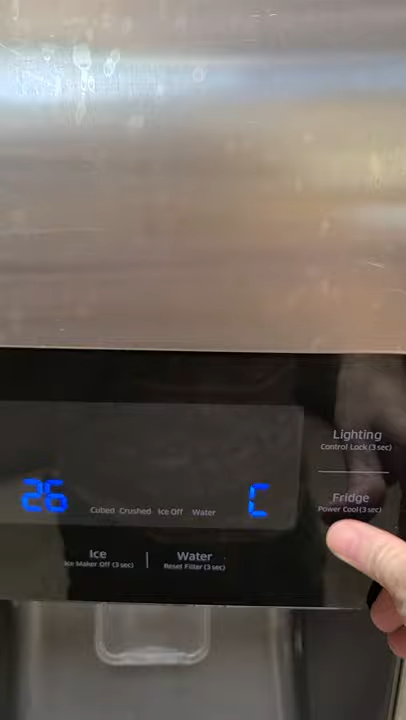 Lighting
Control Lock (3 sec)
Fridge
Power Cool (3 sec)
26 Cubed Crushed Ice Off Water C
Ice | Water
Ice Maker Off (3 sec) Reset Filter (3 sec)